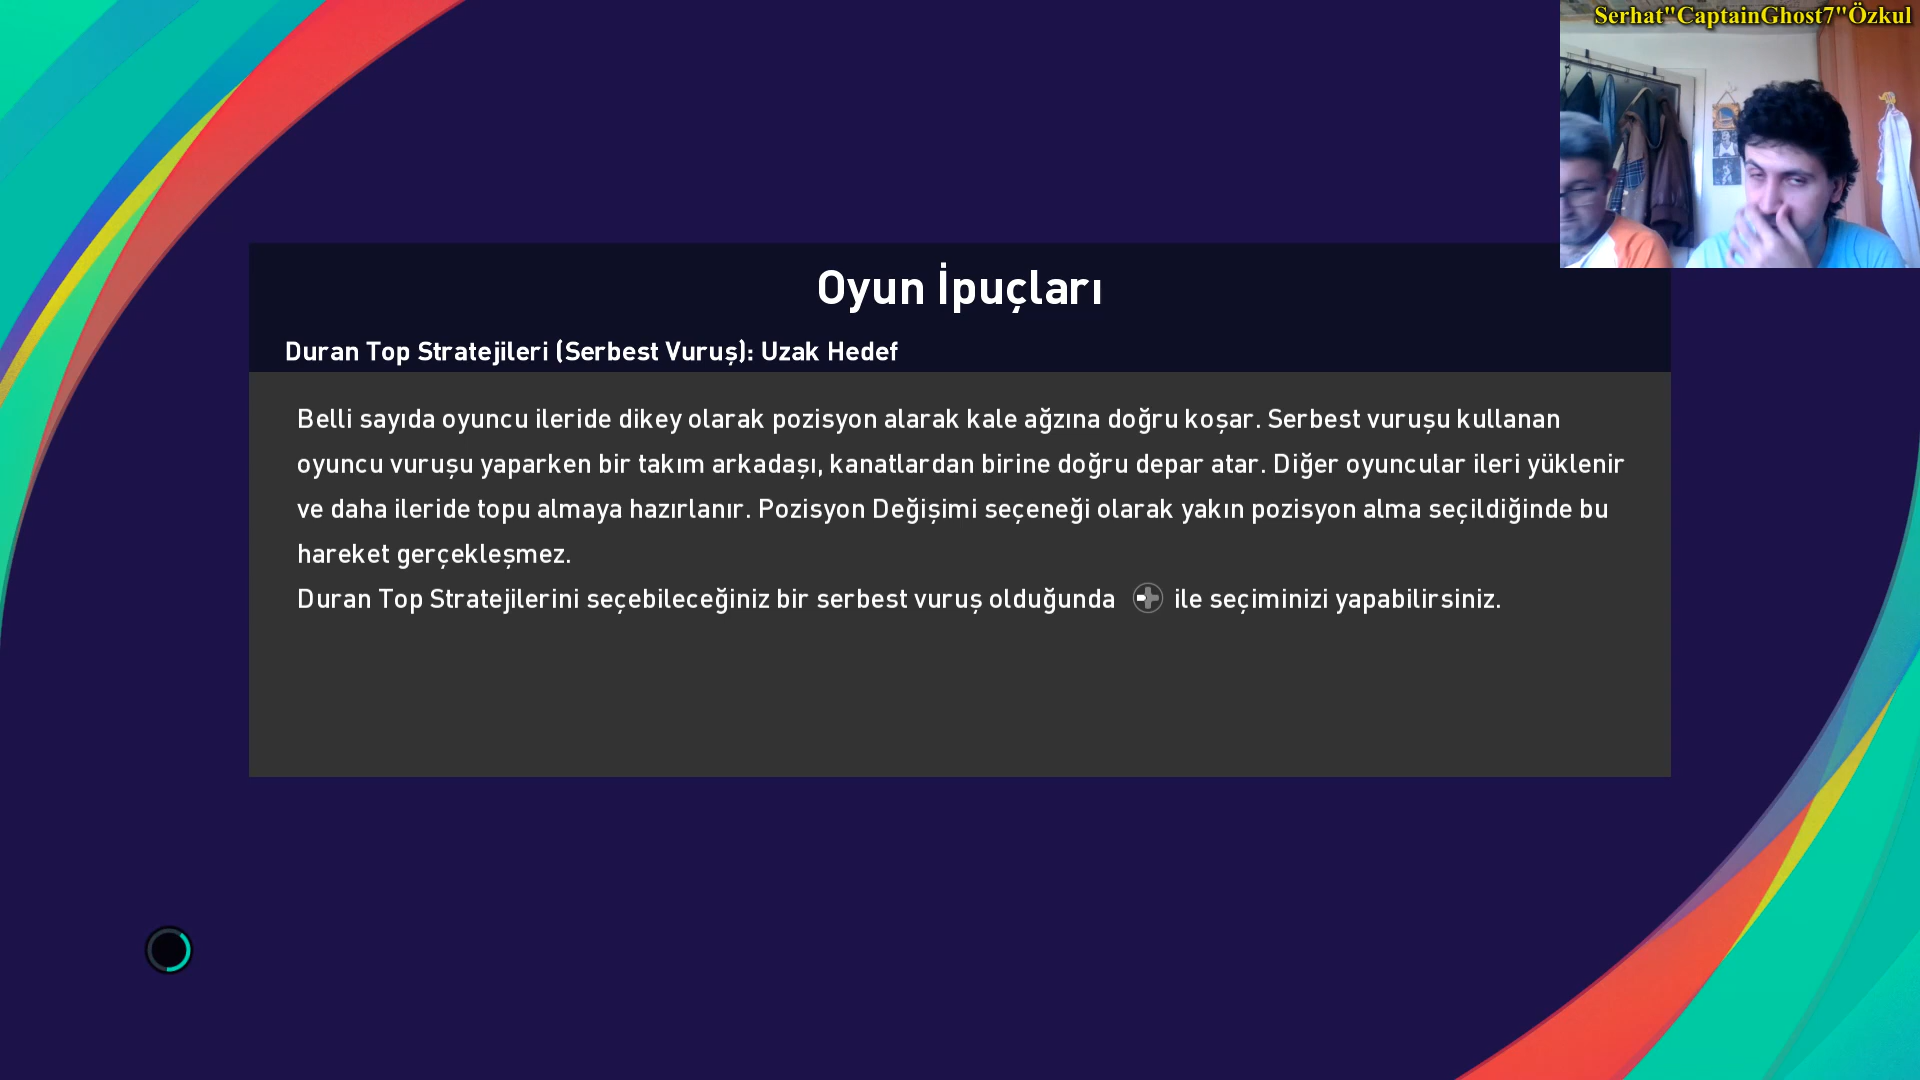 Serhat"CaptainGhost7"Özkul
Oyun İpuçları
Duran Top Stratejileri (Serbest Vuruş): Uzak Hedef
Belli sayıda oyuncu ileride dikey olarak pozisyon alarak kale ağzına doğru koşar. Serbest vuruşu kullanan
oyuncu vuruşu yaparken bir takım arkadaşı, kanatlardan birine doğru depar atar. Diğer oyuncular ileri yüklenir
ve daha ileride topu almaya hazırlanır. Pozisyon Değişimi seçeneği olarak yakın pozisyon alma seçildiğinde bu
hareket gerçekleşmez.
Duran Top Stratejilerini seçebileceğiniz bir serbest vuruş olduğunda ile seçiminizi yapabilirsiniz.